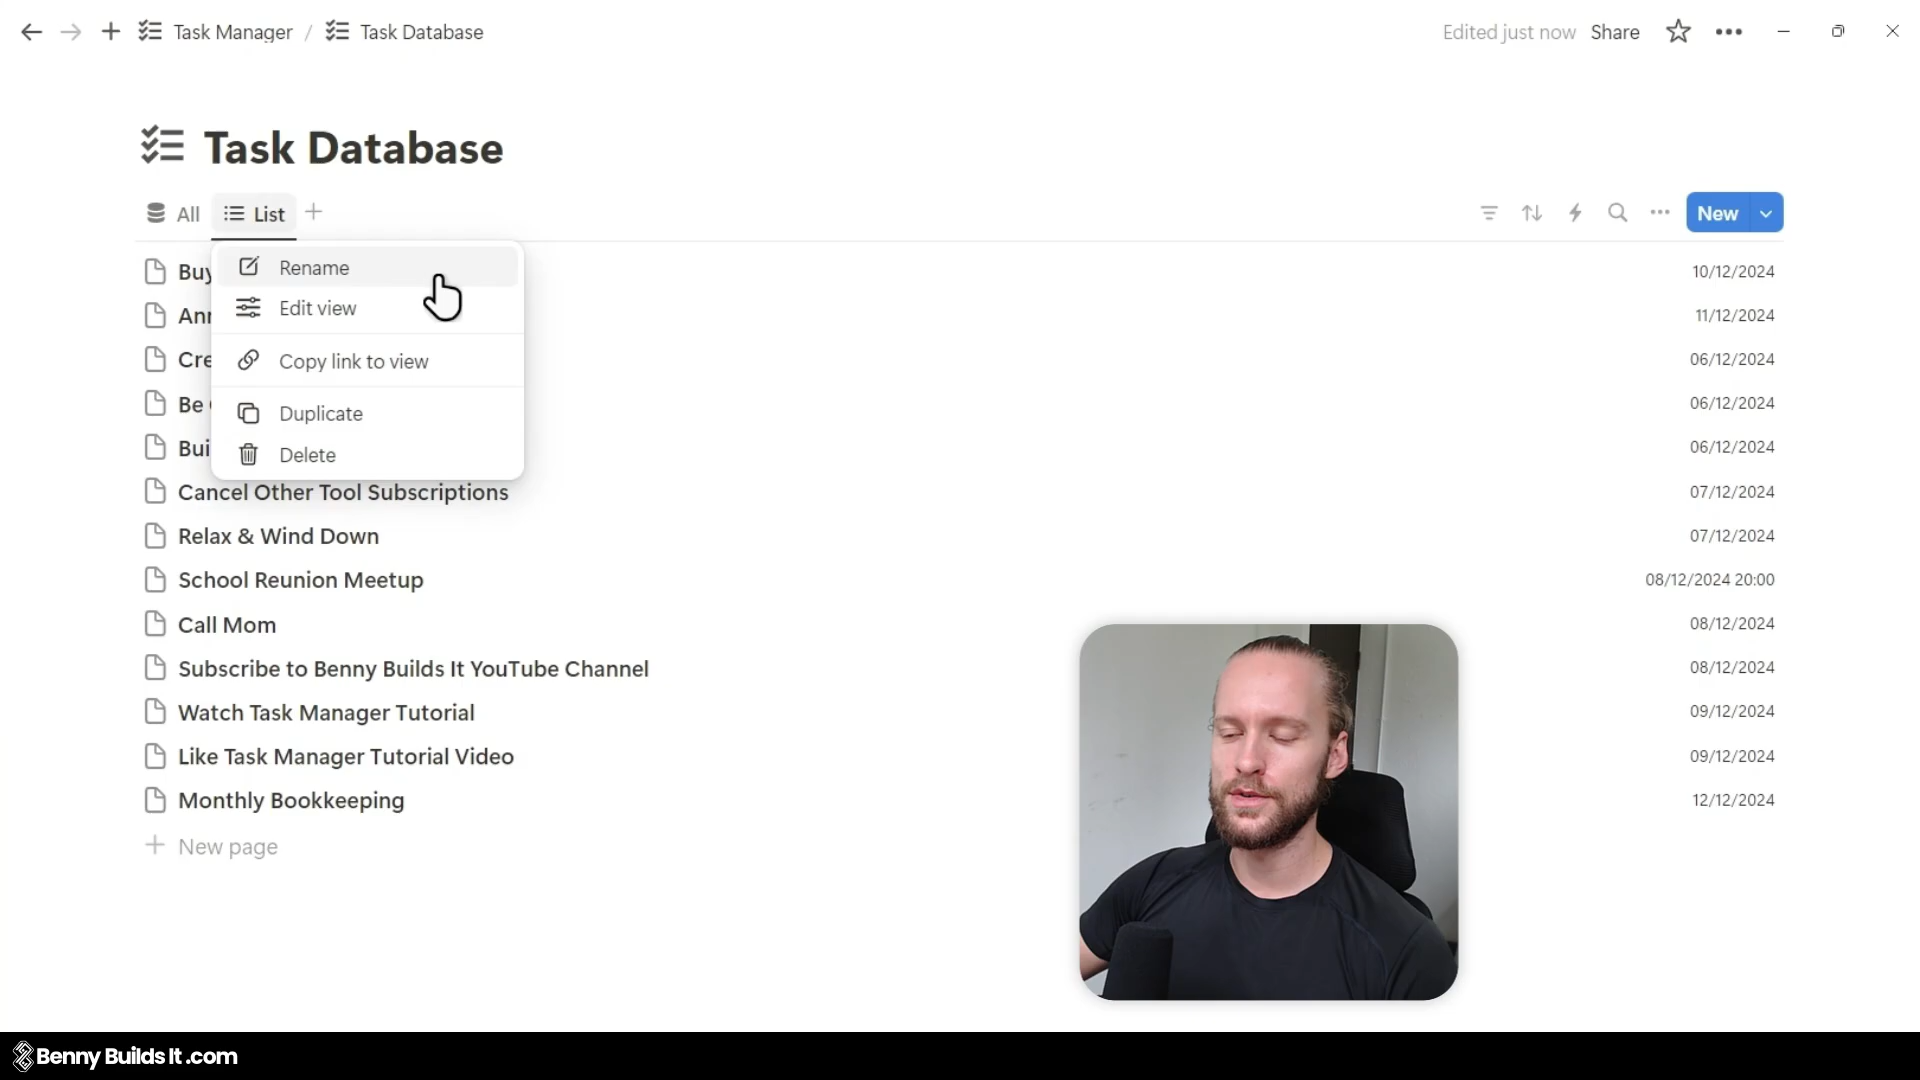 Task Manager / Task Database
Edited just now Share
Task Database
All List
New
Rename
Edit view
Copy link to view
Duplicate
Delete
Buy 10/12/2024
11/12/2024
06/12/2024
Be 06/12/2024
06/12/2024
Cancel Other Tool Subscriptions 07/12/2024
Relax & Wind Down 07/12/2024
School Reunion Meetup 08/12/2024 20:00
Call Mom 08/12/2024
Subscribe to Benny Builds It YouTube Channel 08/12/2024
Watch Task Manager Tutorial 09/12/2024
Like Task Manager Tutorial Video 09/12/2024
Monthly Bookkeeping 12/12/2024
New page
Benny Builds It .com